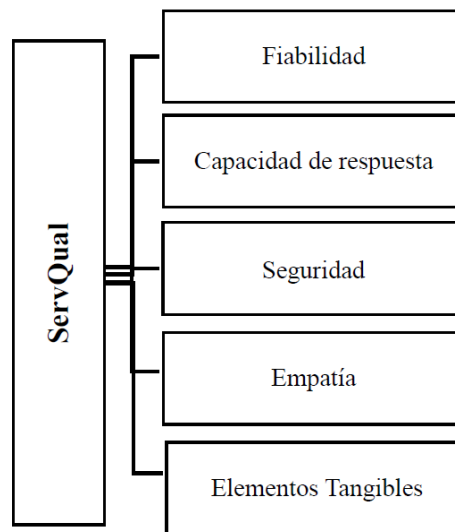 ServQual
Fiabilidad
Capacidad de respuesta
Seguridad
Empatía
Elementos Tangibles